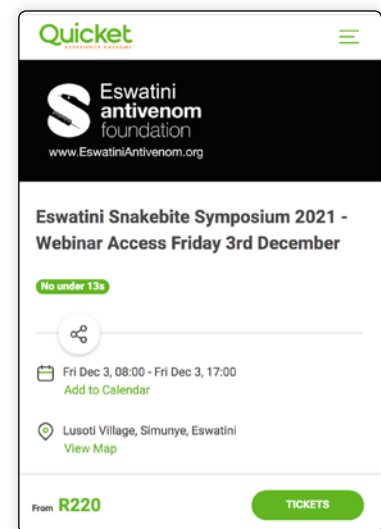 Quicket
EXPERIENCE AWESOME
Eswatini
antivenom
foundation
www.EswatiniAntivenom.org
Eswatini Snakebite Symposium 2021 -
Webinar Access Friday 3rd December
No under 13s
Fri Dec 3, 08:00 - Fri Dec 3, 17:00
Add to Calendar
Lusoti Village, Simunye, Eswatini
View Map
From R220
TICKETS